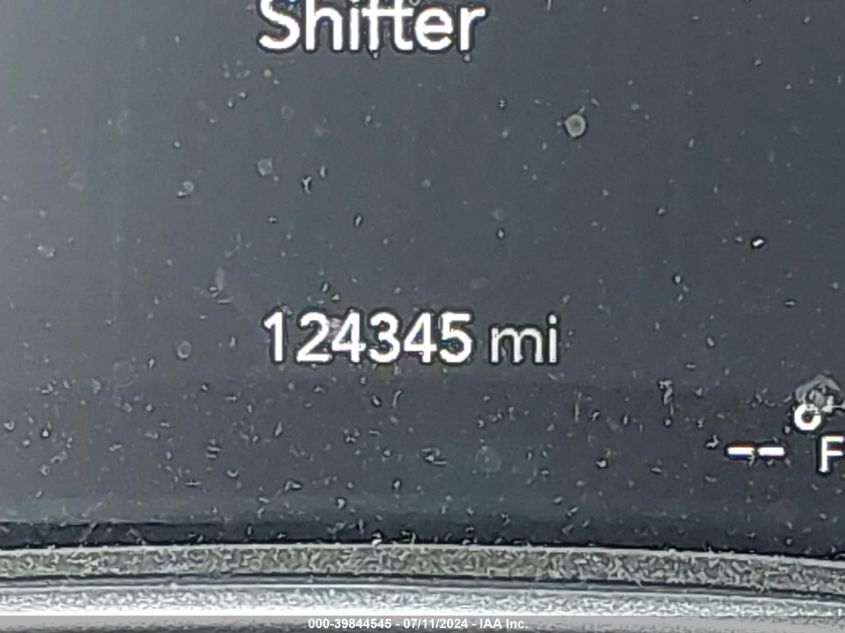 Shifter
124345 mi
-- °F
000-39844545 - 07/11/2024 - IAA Inc.